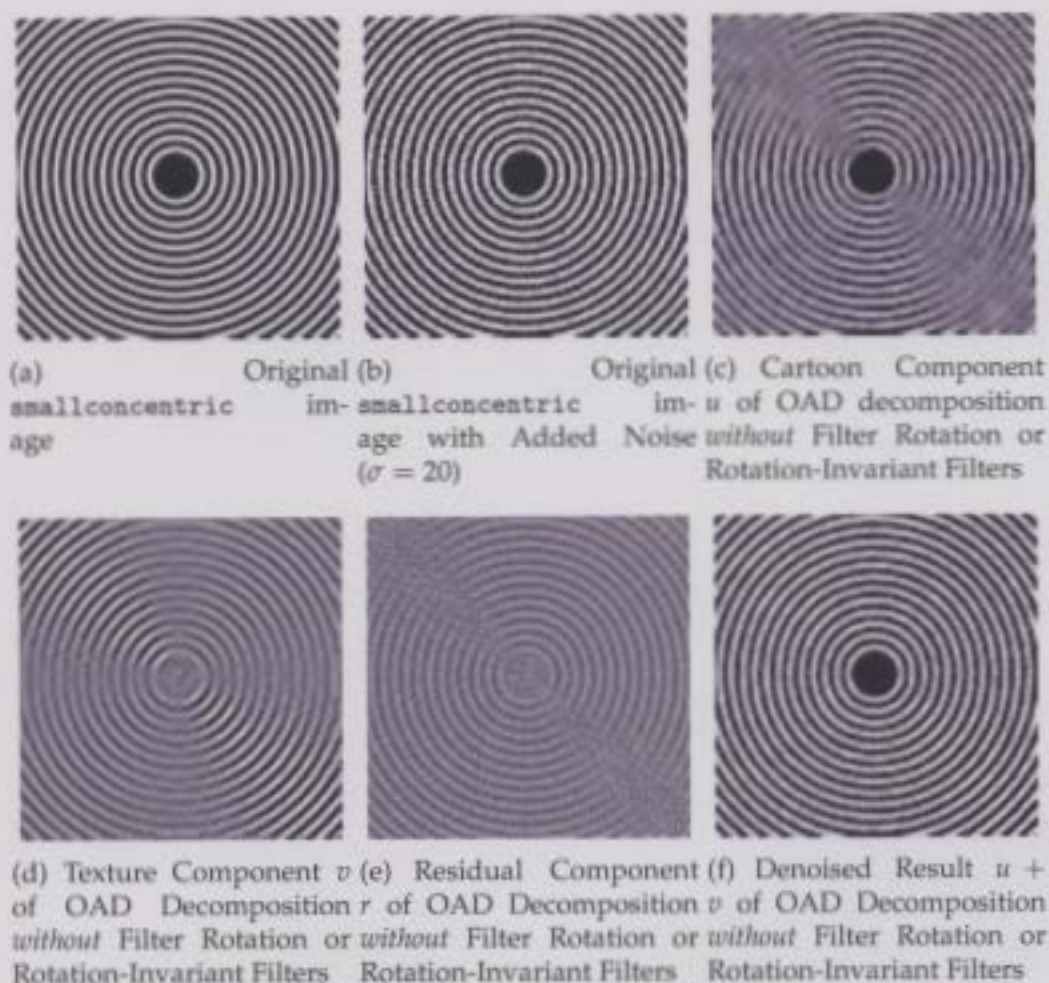 (a) Original
smallconcentric im-
age
(b) Original
smallconcentric im-
age with Added Noise
(σ = 20)
(c) Cartoon Component
u of OAD decomposition
without Filter Rotation or
Rotation-Invariant Filters
(d) Texture Component v
of OAD Decomposition
without Filter Rotation or
Rotation-Invariant Filters
(e) Residual Component
r of OAD Decomposition
without Filter Rotation or
Rotation-Invariant Filters
(f) Denoised Result u +
v of OAD Decomposition
without Filter Rotation or
Rotation-Invariant Filters